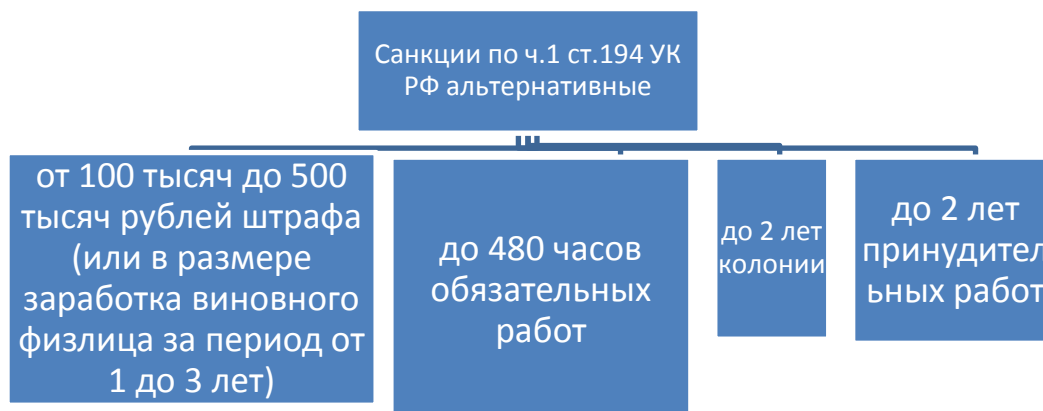 Санкции по ч.1 ст.194 УК
РФ альтернативные
от 100 тысяч до 500
тысяч рублей штрафа
(или в размере
заработка виновного
физлица за период от
1 до 3 лет)
до 480 часов
обязательных
работ
до 2 лет
колонии
до 2 лет
принудител
ьных работ